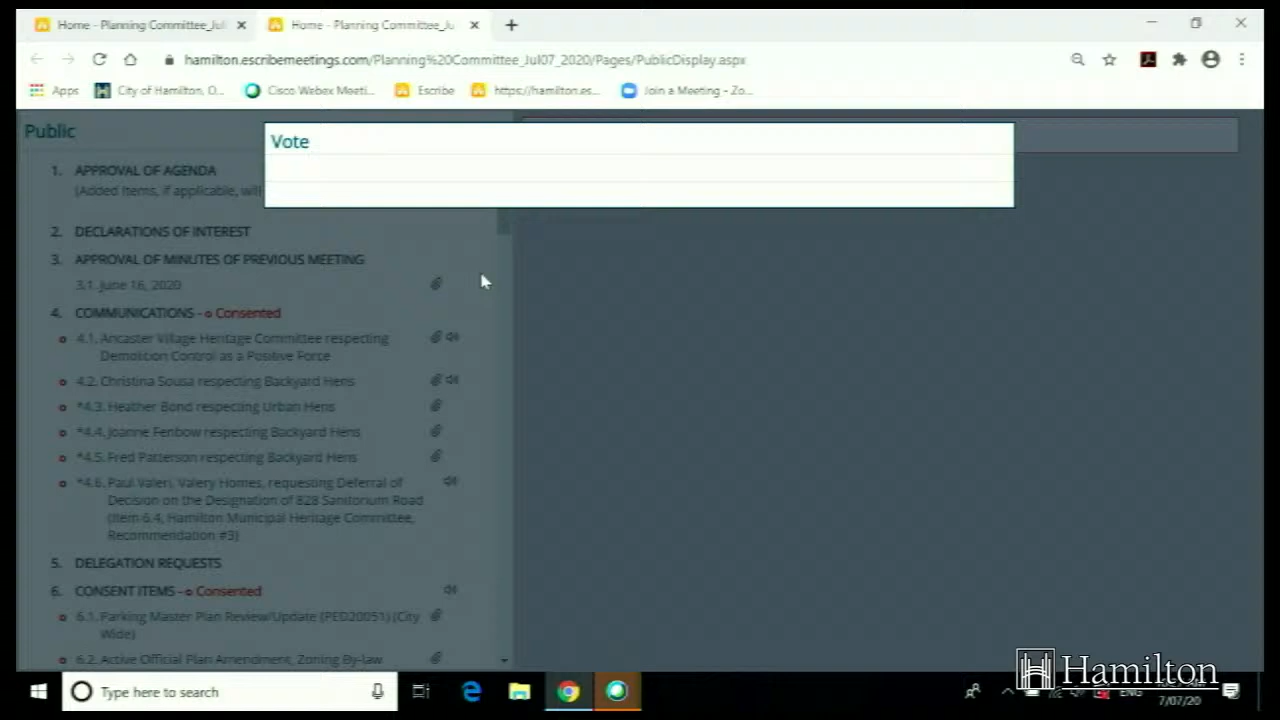 Home - Planning Committee_Jul
Home - Planning Committee_Ju
hamilton.escribemeetings.com/Planning%20Committee_Jul07_2020/Pages/PublicDisplay.aspx
Apps
City of Hamilton, O...
Cisco Webex Meeti...
Escribe
https://hamilton.es...
Join a Meeting - Zo...
Public
Vote
1. APPROVAL OF AGENDA
(Added Items, if applicable, will
2. DECLARATIONS OF INTEREST
3. APPROVAL OF MINUTES OF PREVIOUS MEETING
3.1. June 16, 2020
4. COMMUNICATIONS - Consented
4.1. Ancaster Village Heritage Committee respecting
Demolition Control as a Positive Force
4.2. Christina Sousa respecting Backyard Hens
*4.3. Heather Bond respecting Urban Hens
*4.4. Joanne Fenbow respecting Backyard Hens
*4.5. Fred Patterson respecting Backyard Hens
*4.6. Paul Valeri, Valery Homes, requesting Deferral of
Decision on the Designation of 828 Sanitorium Road
(Item 6.4, Hamilton Municipal Heritage Committee,
Recommendation #3)
5. DELEGATION REQUESTS
6. CONSENT ITEMS - Consented
6.1. Parking Master Plan Review/Update (PED20051) (City
Wide)
6.2. Active Official Plan Amendment, Zoning By-law
Hamilton
Type here to search
ENG
7/07/20